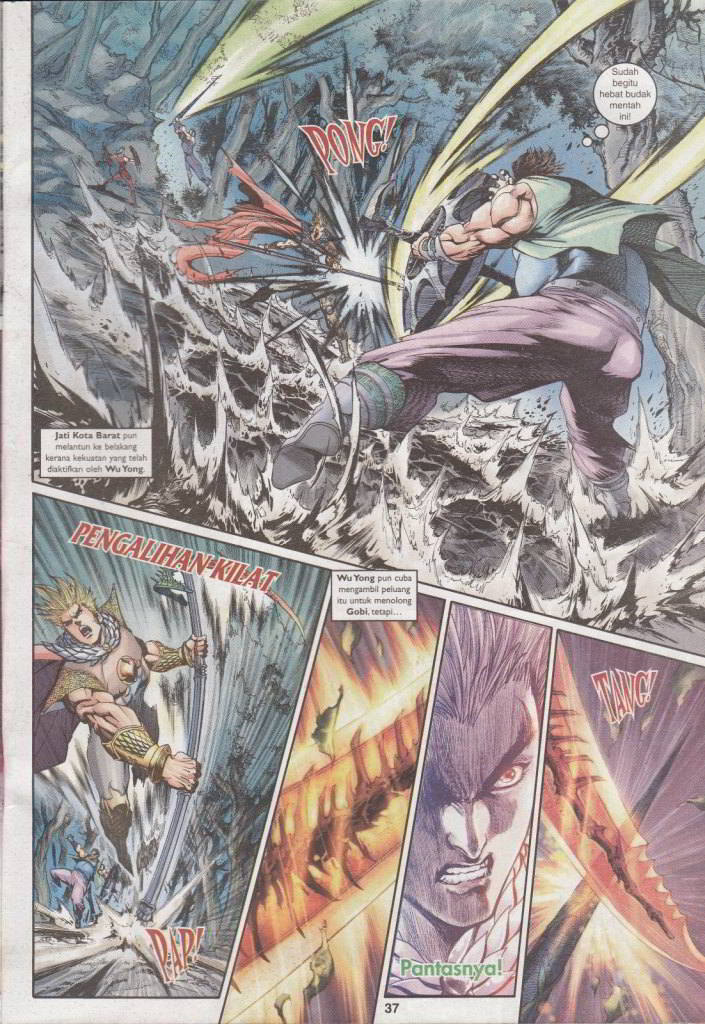 Sudah
begitu
hebat budak
mentah
ini!
PONG!
Jati Kota Barat pun
melantun ke belakang
kerana kekuatan yang telah
diaktifkan oleh Wu Yong.
PENGALIHAN KILAT
Wu Yong pun cuba
mengambil peluang
itu untuk menolong
Gobi, tetapi...
TANG!
PAP!
Pantasnya!
37